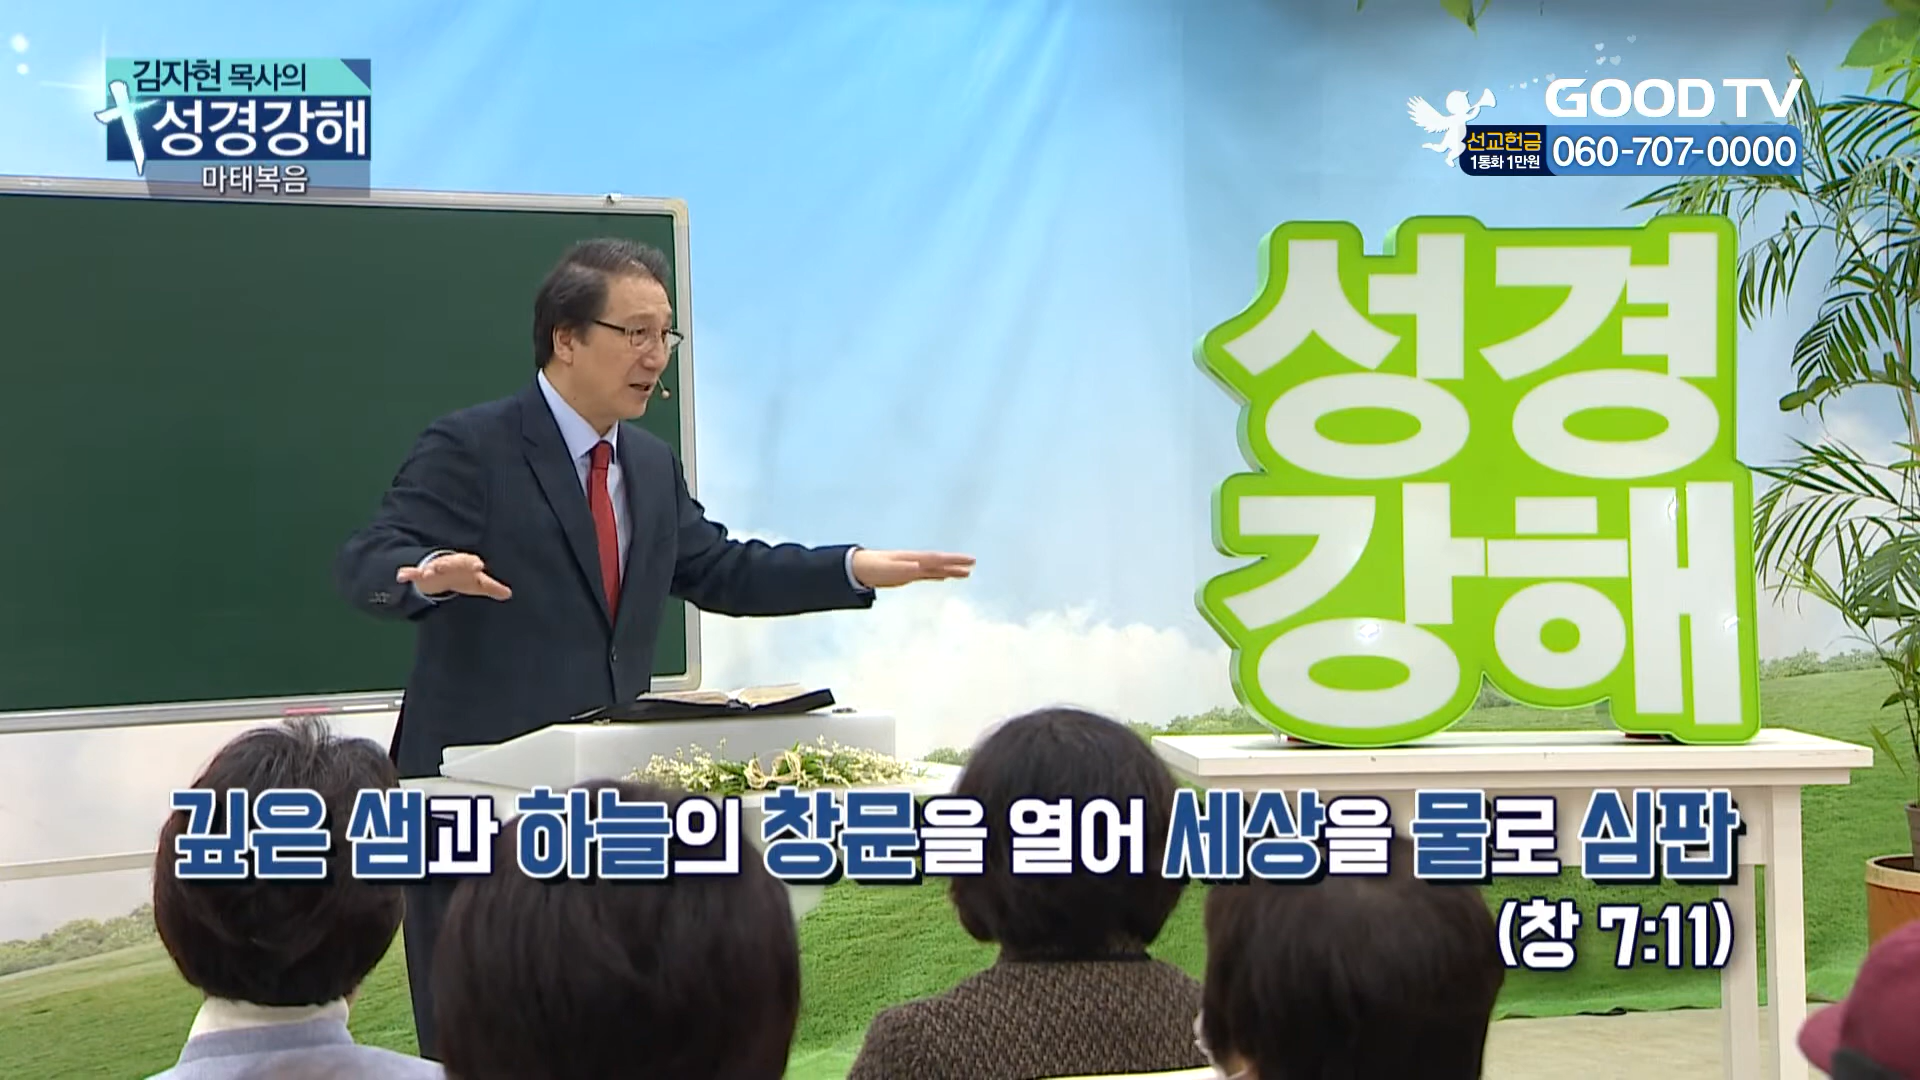 김자현 목사의
성경강해
마태복음
GOOD TV
선교헌금
1통화 1만원
060-707-0000
성경
강해
깊은 샘과 하늘의 창문을 열어 세상을 물로 심판
(창 7:11)